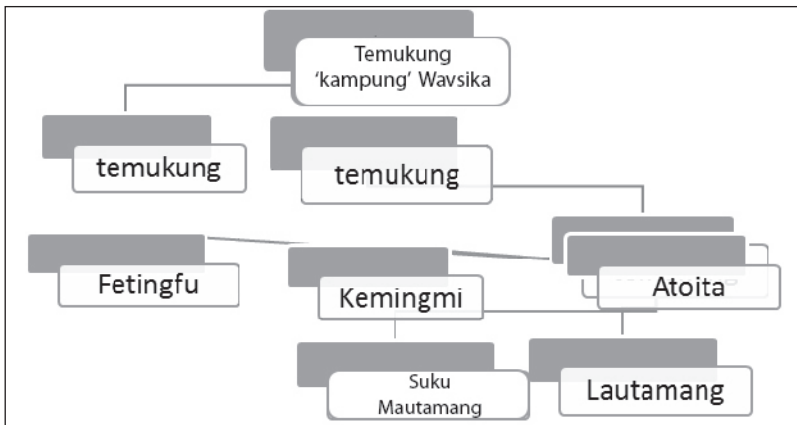 Temukung
‘kampung’ Wavsika
temukung
temukung
Fetingfu
Kemingmi
Atoita
Suku
Mautamang
Lautamang